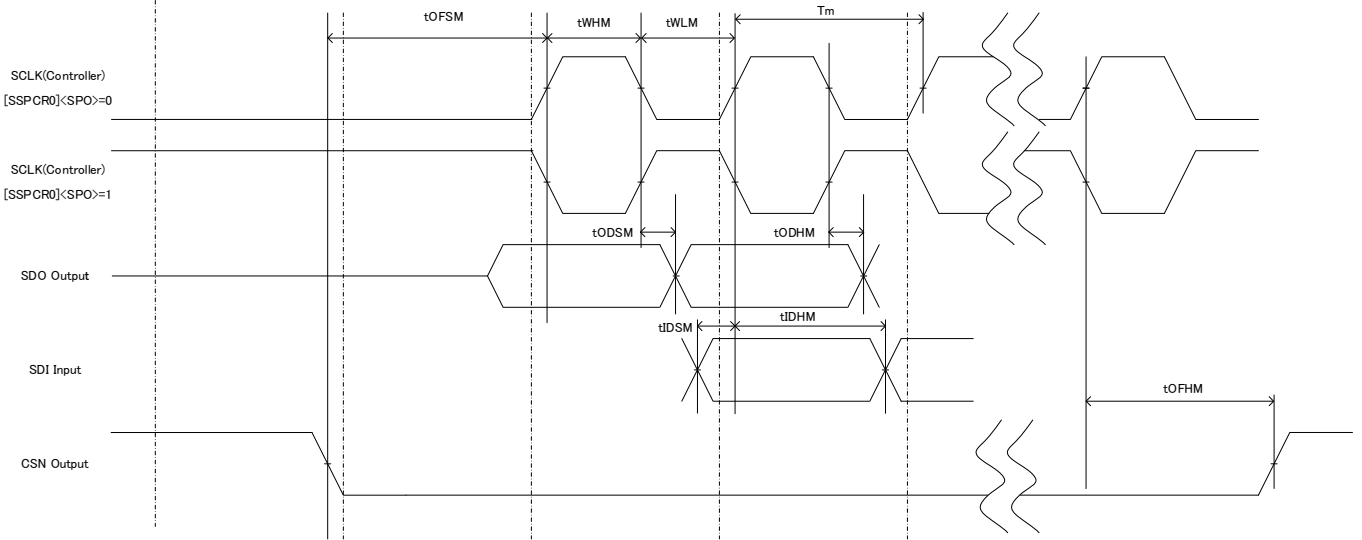 tOFSM
tWHM
tWLM
Tm
SCLK(Controller)
[SSPCR0]<SPO>=0
SCLK(Controller)
[SSPCR0]<SPO>=1
tODSM
tODHM
SDO Output
tIDSM
tIDHM
SDI Input
tOFHM
CSN Output